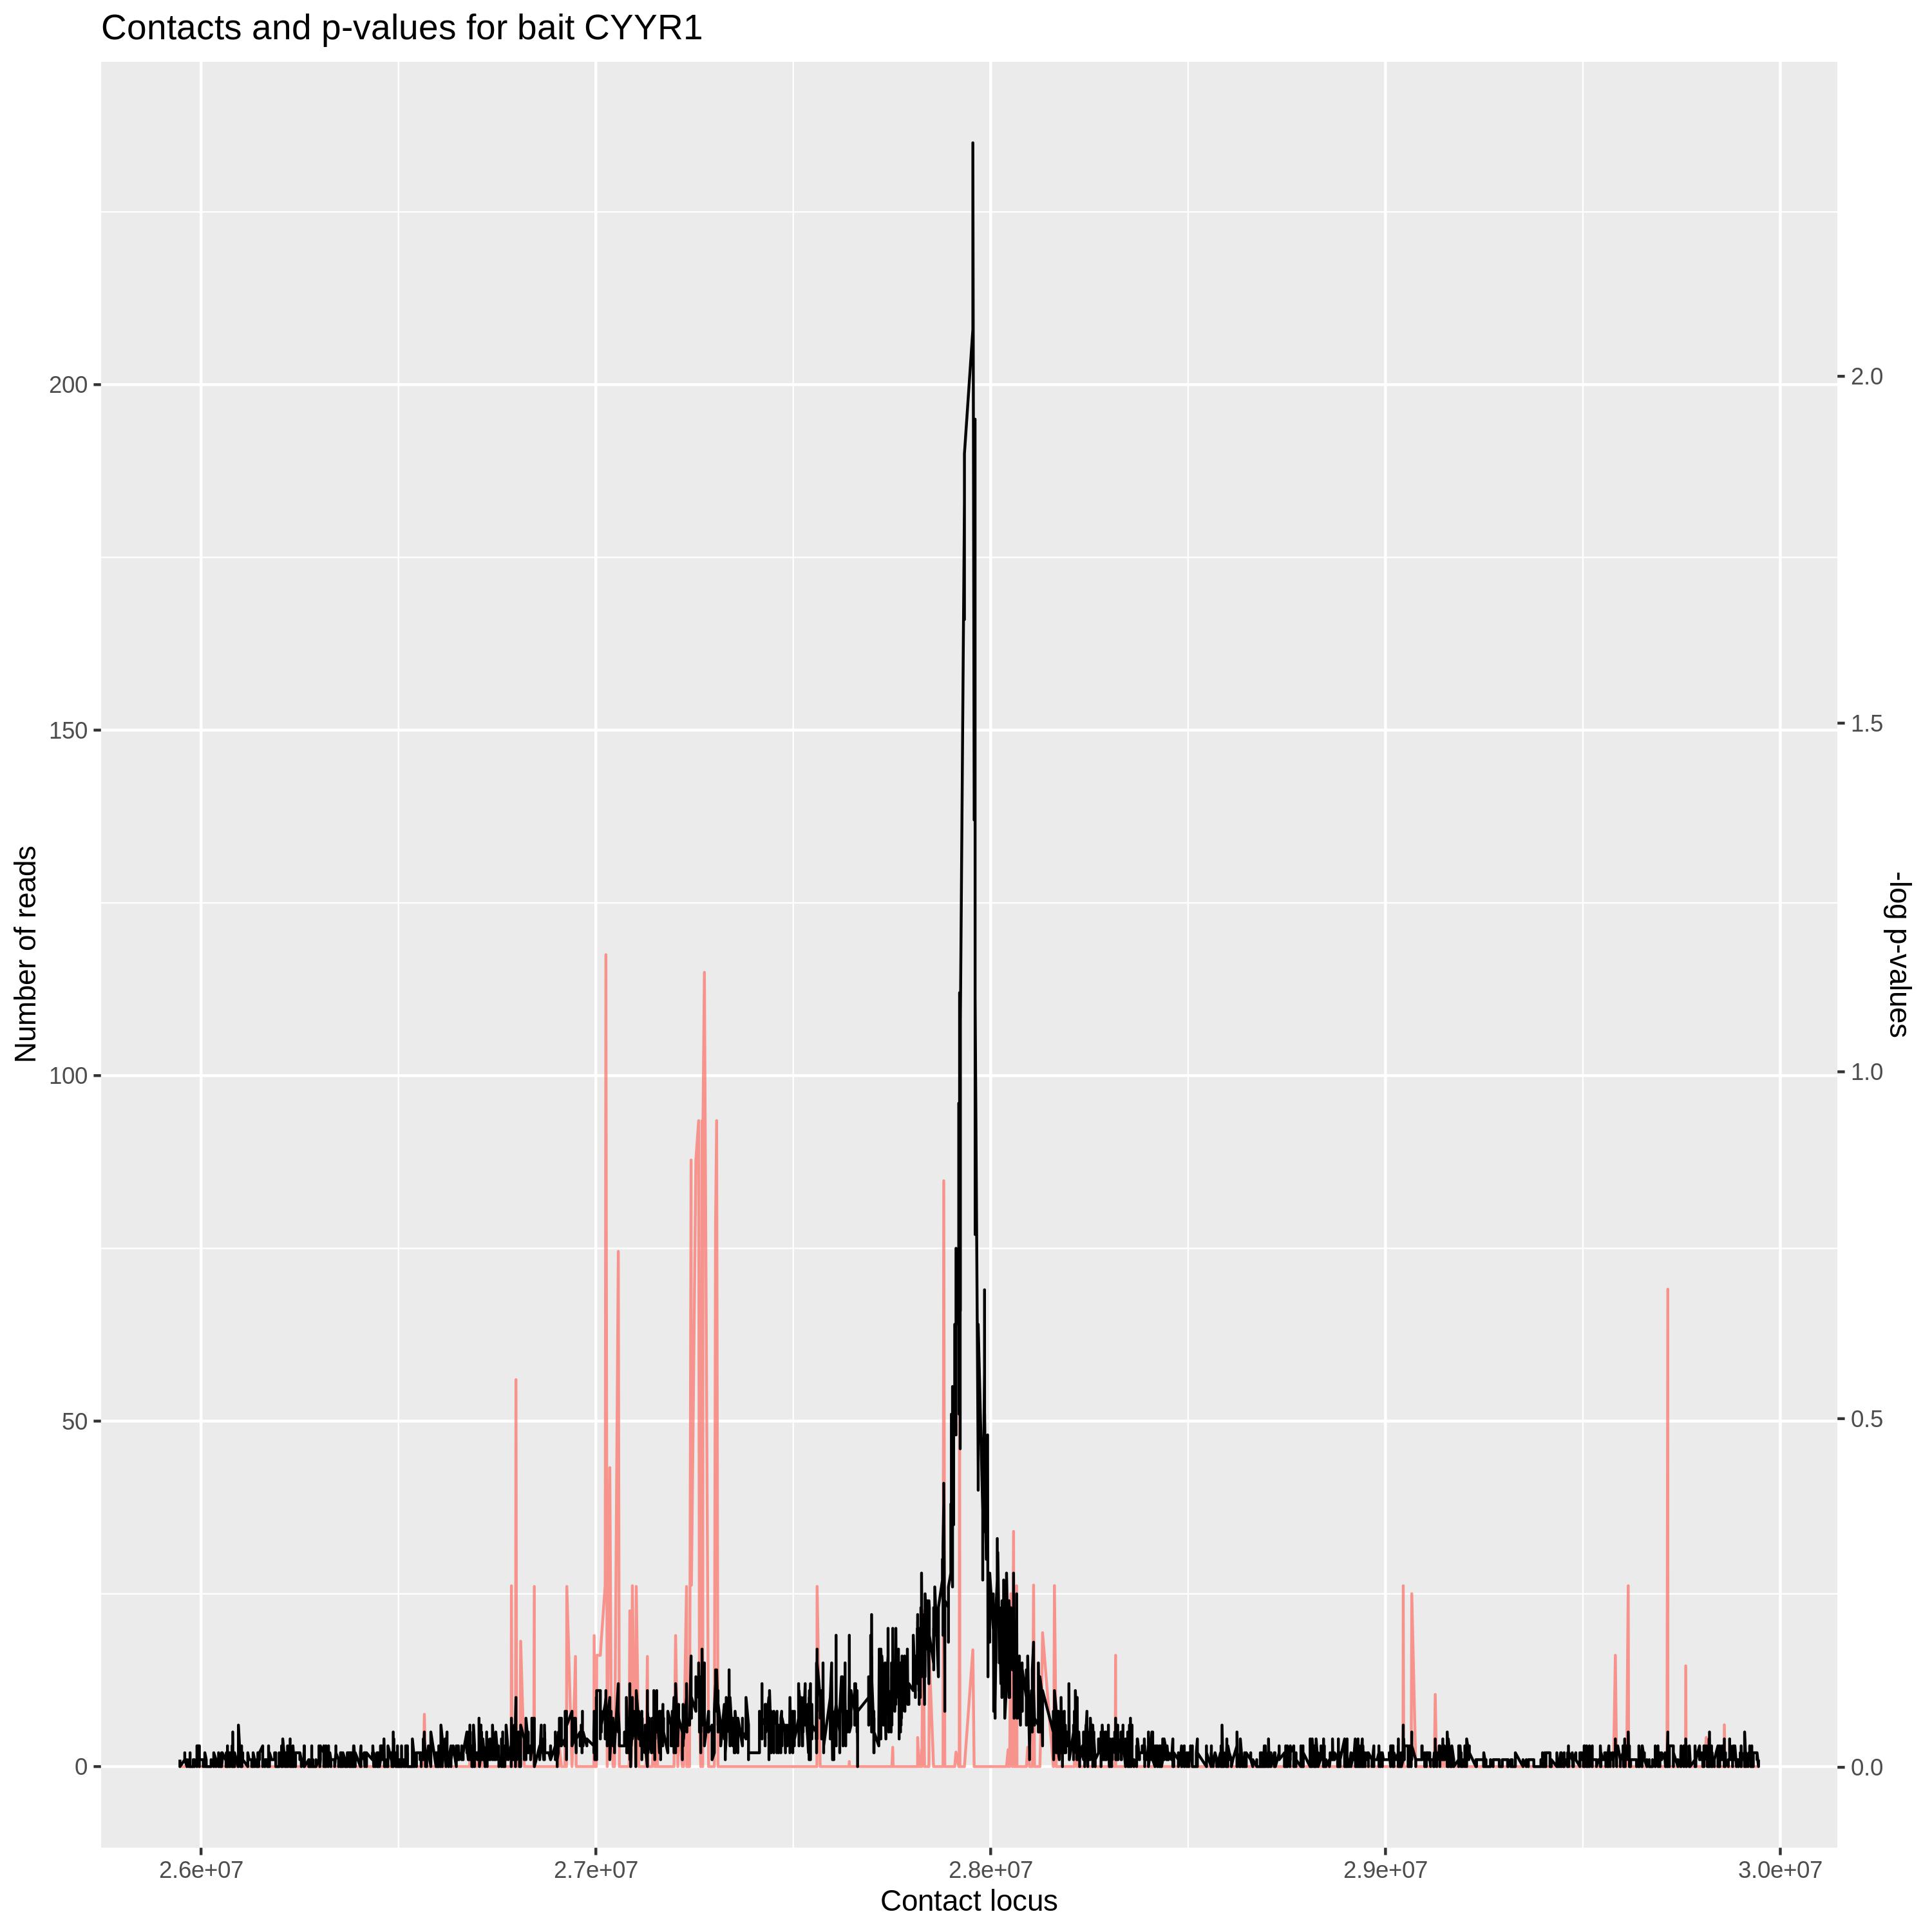 Contacts and p-values for bait CYYR1
Number of reads
200
150
100
50
0
2.0
1.5
1.0
0.5
0.0
-log p-values
2.6e+07
2.7e+07
2.8e+07
2.9e+07
3.0e+07
Contact locus